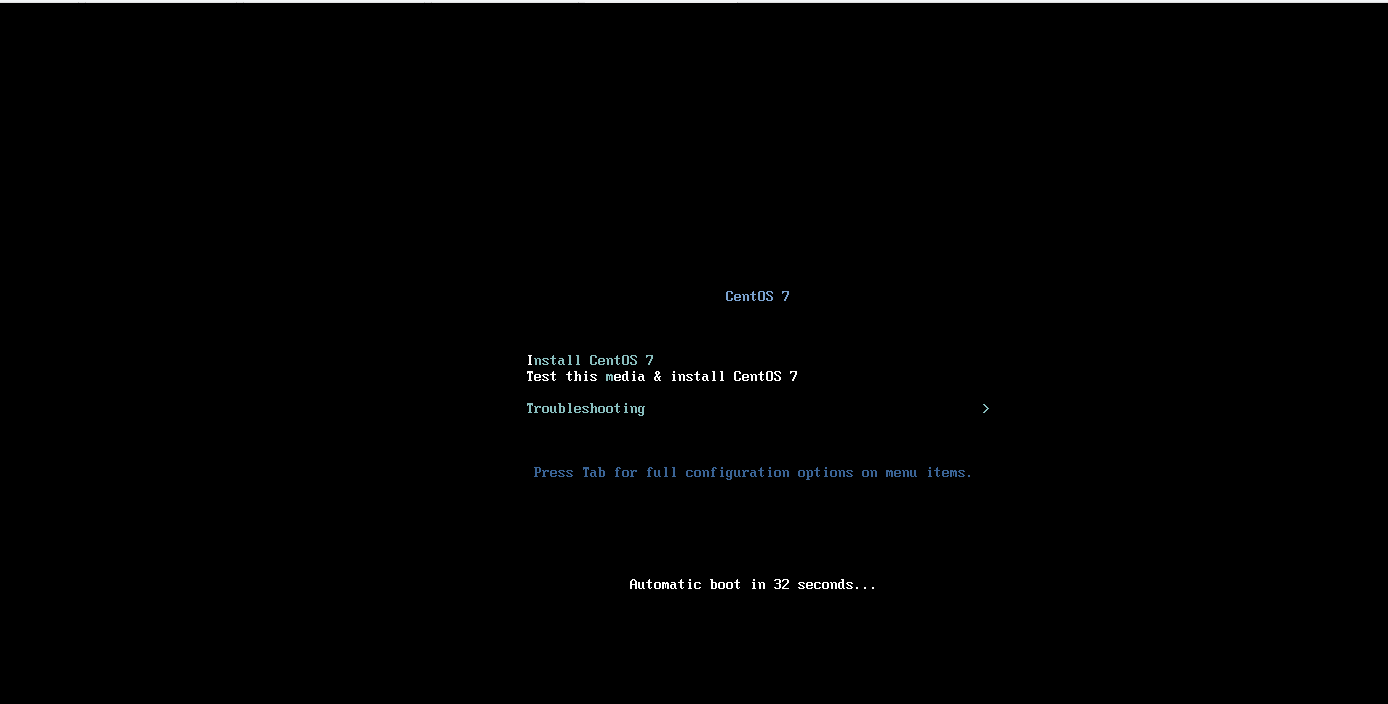 CentOS 7
Install CentOS 7
Test this media & install CentOS 7
Troubleshooting >
Press Tab for full configuration options on menu items.
Automatic boot in 32 seconds...